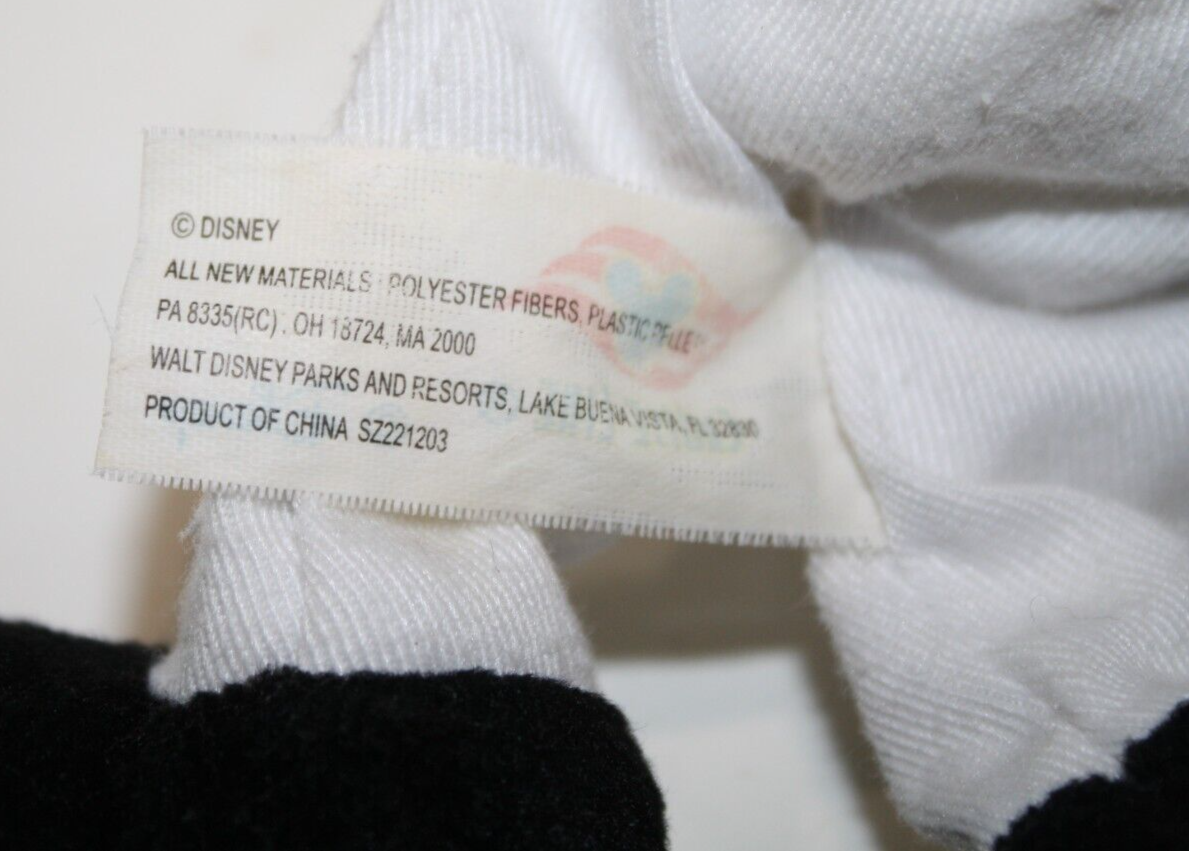 © DISNEY
ALL NEW MATERIALS : POLYESTER FIBERS, PLASTIC
PA 8335(RC) . OH 18724, MA 2000
WALT DISNEY PARKS AND RESORTS, LAKE BUENA VISTA, FL 32830
PRODUCT OF CHINA SZ221203